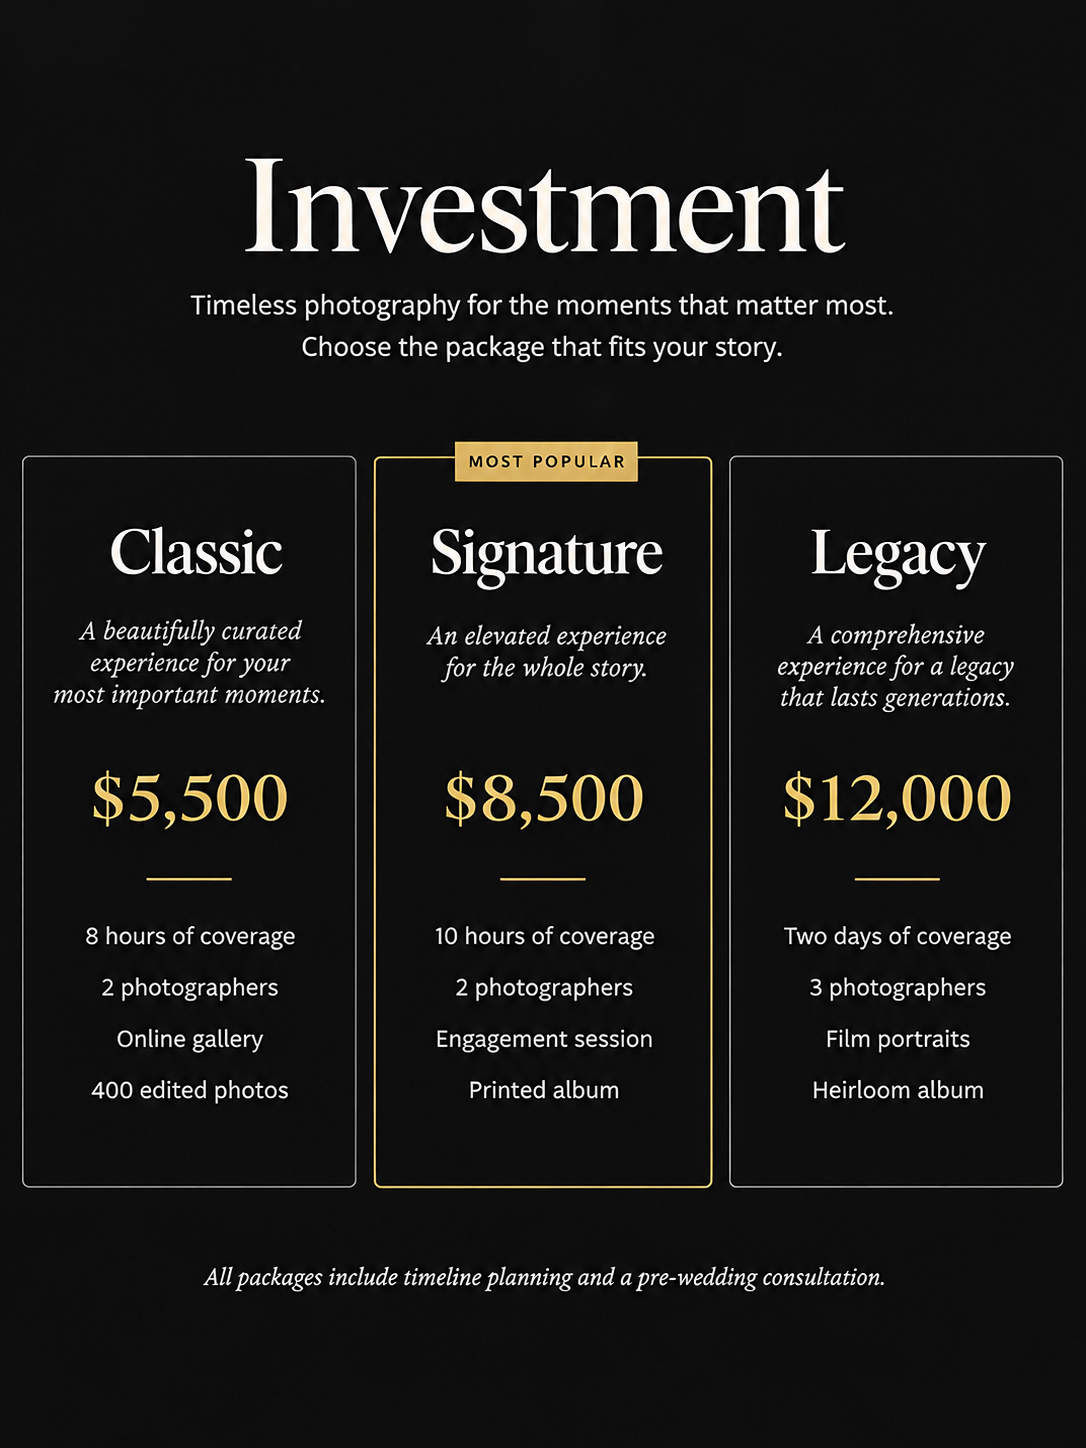 Investment
Timeless photography for the moments that matter most.
Choose the package that fits your story.
Classic
A beautifully curated
experience for your
most important moments.
$5,500
8 hours of coverage
2 photographers
Online gallery
400 edited photos
MOST POPULAR
Signature
An elevated experience
for the whole story.
$8,500
10 hours of coverage
2 photographers
Engagement session
Printed album
Legacy
A comprehensive
experience for a legacy
that lasts generations.
$12,000
Two days of coverage
3 photographers
Film portraits
Heirloom album
All packages include timeline planning and a pre-wedding consultation.